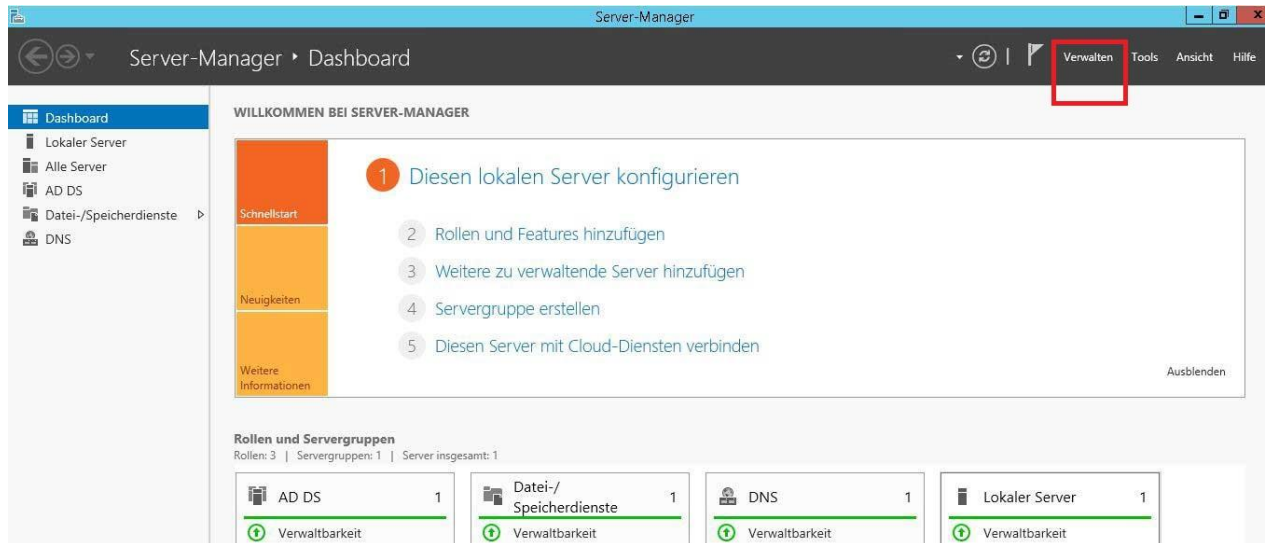 Server-Manager
Server-Manager ‣ Dashboard
Verwalten Tools Ansicht Hilfe
Dashboard
Lokaler Server
Alle Server
AD DS
Datei-/Speicherdienste
DNS
WILLKOMMEN BEI SERVER-MANAGER
Schnellstart
Neuigkeiten
Weitere
Informationen
1 Diesen lokalen Server konfigurieren
2 Rollen und Features hinzufügen
3 Weitere zu verwaltende Server hinzufügen
4 Servergruppe erstellen
5 Diesen Server mit Cloud-Diensten verbinden
Ausblenden
Rollen und Servergruppen
Rollen: 3 | Servergruppen: 1 | Server insgesamt: 1
AD DS 1
Verwaltbarkeit
Datei-/
Speicherdienste 1
Verwaltbarkeit
DNS 1
Verwaltbarkeit
Lokaler Server 1
Verwaltbarkeit